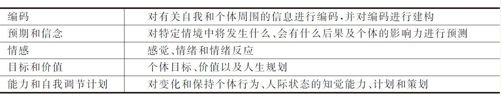 编码 对有关自我和个体周围的信息进行编码,并对编码进行建构
预期和信念 对特定情境中将发生什么、会有什么后果及个体的影响力进行预测
情感 感觉、情绪和情绪反应
目标和价值 个体目标、价值以及人生规划
能力和自我调节计划 对变化和保持个体行为、人际状态的知觉能力、计划和策划